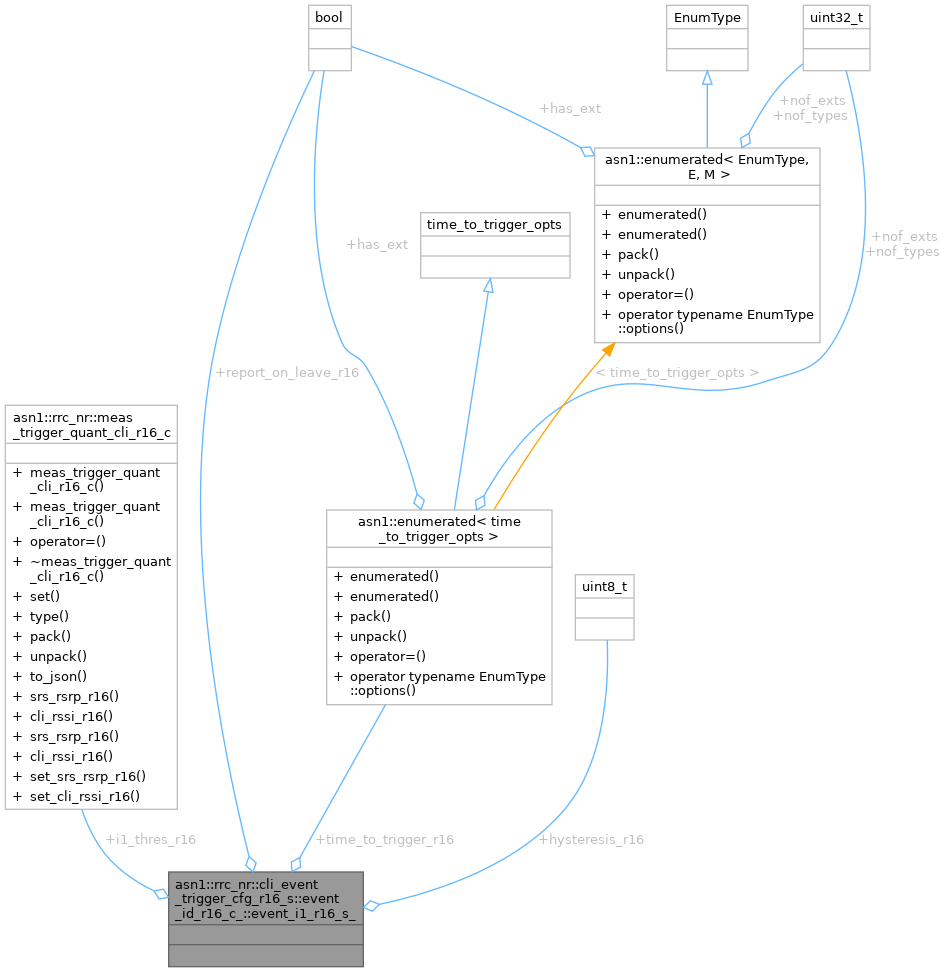 bool
EnumType
uint32_t
+has_ext
+nof_exts
+nof_types
asn1::enumerated< EnumType,
E, M >
+ enumerated()
+ enumerated()
+ pack()
+ unpack()
+ operator=()
+ operator typename EnumType
::options()
time_to_trigger_opts
+has_ext
+nof_exts
+nof_types
+report_on_leave_r16
< time_to_trigger_opts >
asn1::rrc_nr::meas
_trigger_quant_cli_r16_c
+ meas_trigger_quant
_cli_r16_c()
+ meas_trigger_quant
_cli_r16_c()
+ operator=()
+ ~meas_trigger_quant
_cli_r16_c()
+ set()
+ type()
+ pack()
+ unpack()
+ to_json()
+ srs_rsrp_r16()
+ cli_rssi_r16()
+ srs_rsrp_r16()
+ cli_rssi_r16()
+ set_srs_rsrp_r16()
+ set_cli_rssi_r16()
asn1::enumerated< time
_to_trigger_opts >
+ enumerated()
+ enumerated()
+ pack()
+ unpack()
+ operator=()
+ operator typename EnumType
::options()
uint8_t
+i1_thres_r16
+time_to_trigger_r16
+hysteresis_r16
asn1::rrc_nr::cli_event
_trigger_cfg_r16_s::event
_id_r16_c_::event_i1_r16_s_